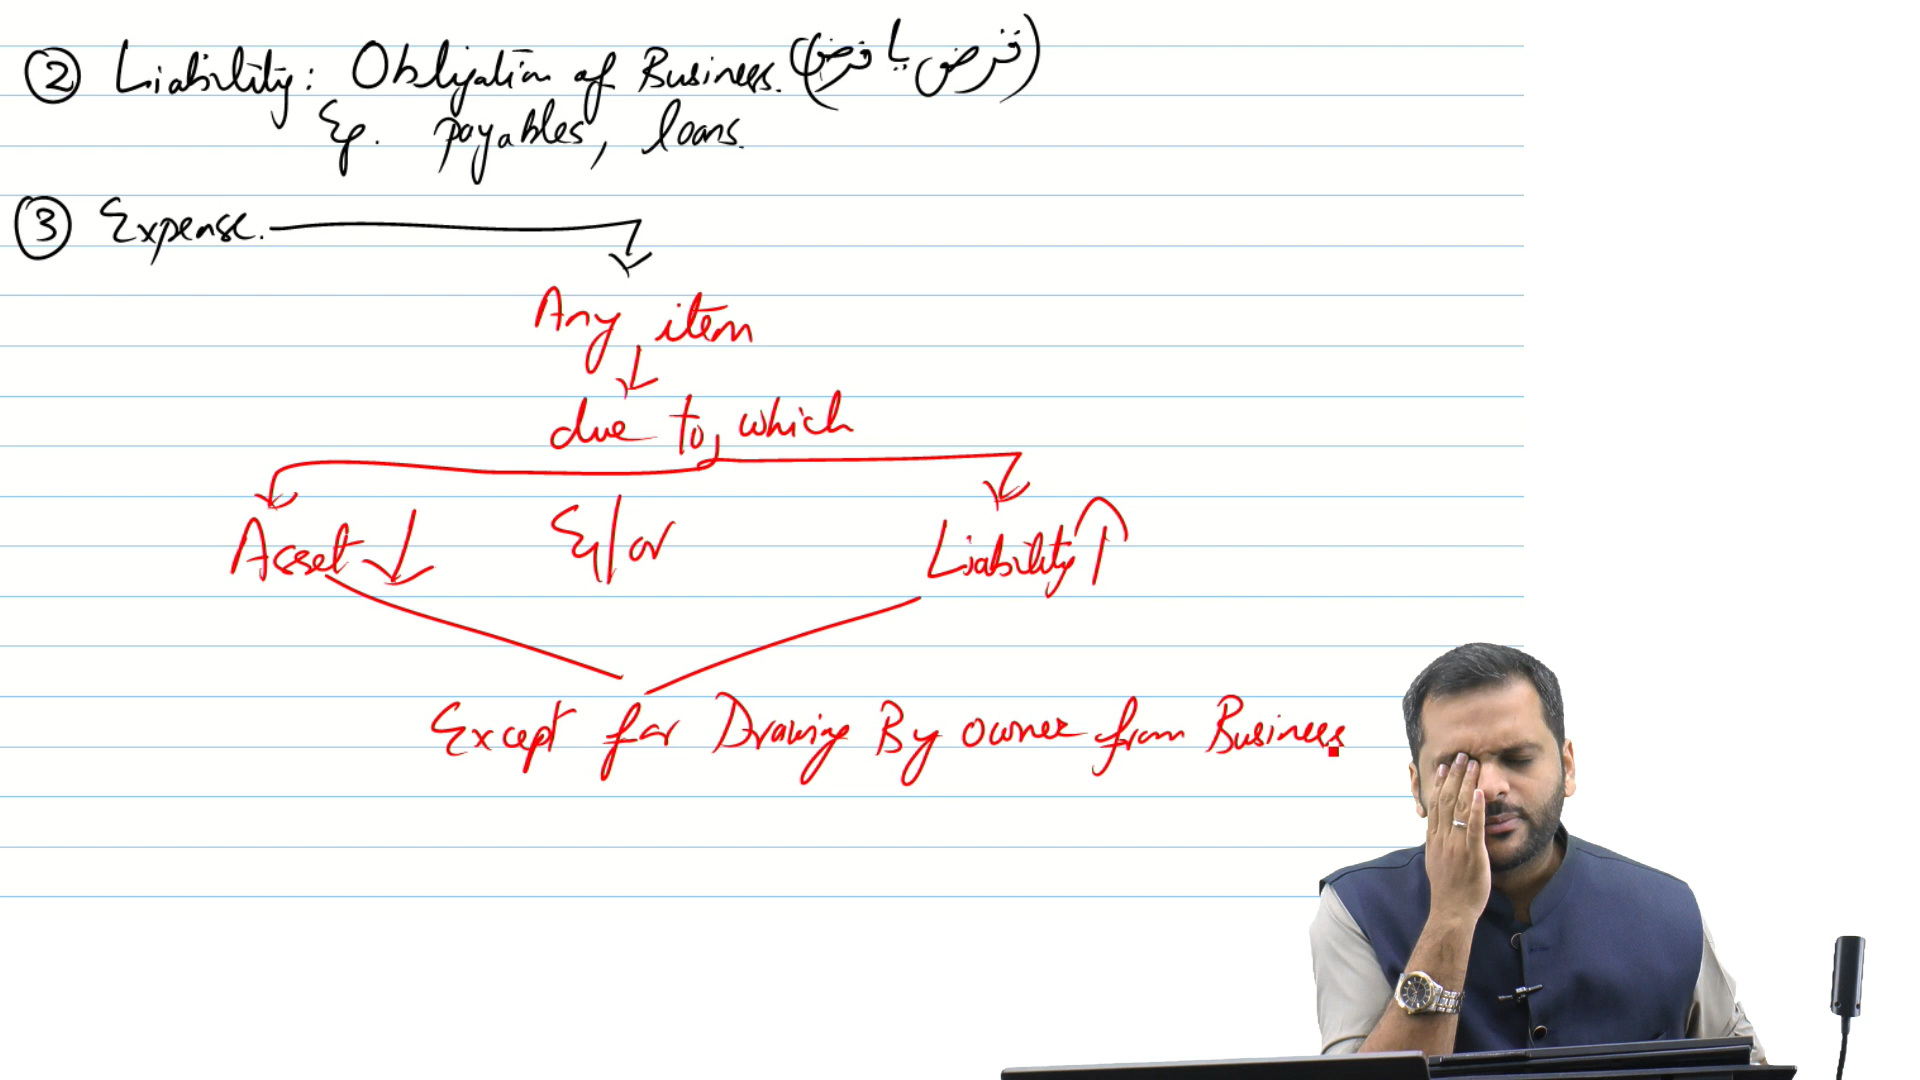 ② Liability: Obligation of Business. (قرض یا فرض)
Eg. payables, loans.
③ Expense.
Any item
due to, which
Asset ↓ &/or Liability ↑
Except for Drawing By owner from Business